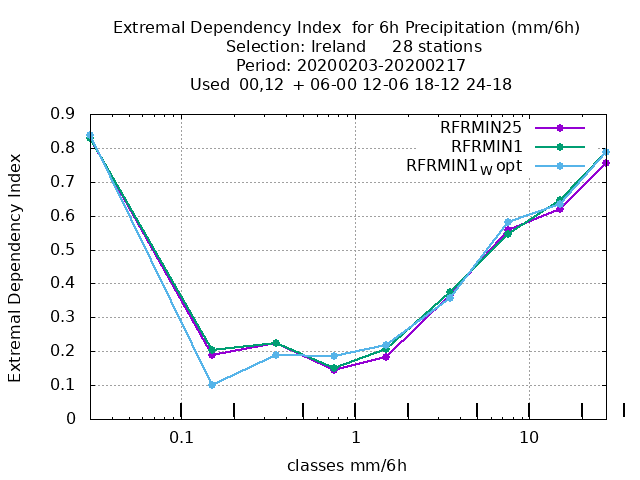 Extremal Dependency Index  for 6h Precipitation (mm/6h)
Selection: Ireland     28 stations
Period: 20200203-20200217
Used  00,12  + 06-00 12-06 18-12 24-18
RFRMIN25
RFRMIN1
RFRMIN1w opt
Extremal Dependency Index
0.9
0.8
0.7
0.6
0.5
0.4
0.3
0.2
0.1
0
0.1 1 10
classes mm/6h